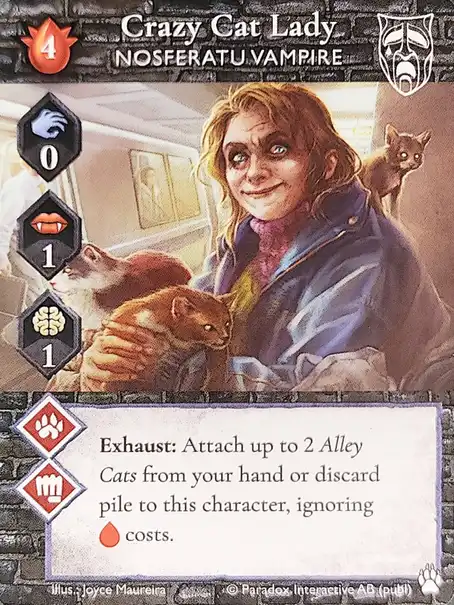 4
Crazy Cat Lady
NOSFERATU VAMPIRE
0
1
1
Exhaust: Attach up to 2 Alley
Cats from your hand or discard
pile to this character, ignoring
costs.
Illus.: Joyce Maureira
© Paradox Interactive AB (publ)